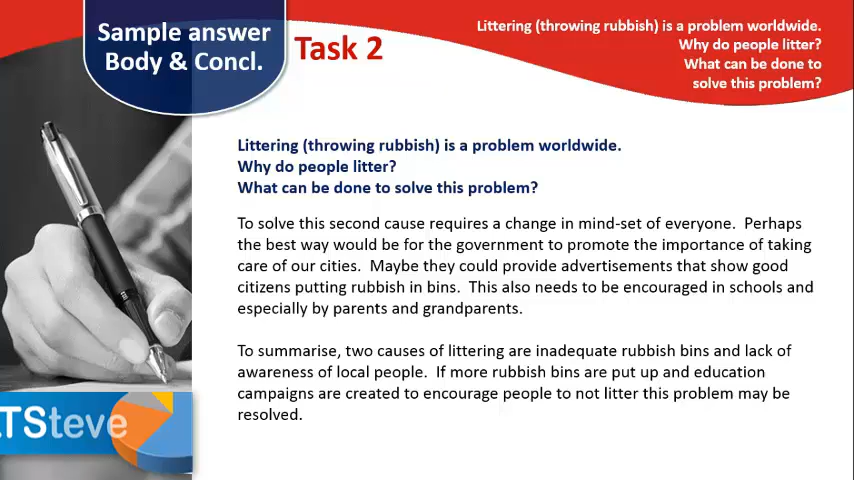 Sample answer
Body & Concl.
Task 2
Littering (throwing rubbish) is a problem worldwide.
Why do people litter?
What can be done to
solve this problem?
Littering (throwing rubbish) is a problem worldwide.
Why do people litter?
What can be done to solve this problem?
To solve this second cause requires a change in mind-set of everyone.  Perhaps
the best way would be for the government to promote the importance of taking
care of our cities.  Maybe they could provide advertisements that show good
citizens putting rubbish in bins.  This also needs to be encouraged in schools and
especially by parents and grandparents.
To summarise, two causes of littering are inadequate rubbish bins and lack of
awareness of local people.  If more rubbish bins are put up and education
campaigns are created to encourage people to not litter this problem may be
resolved.
LTSteve